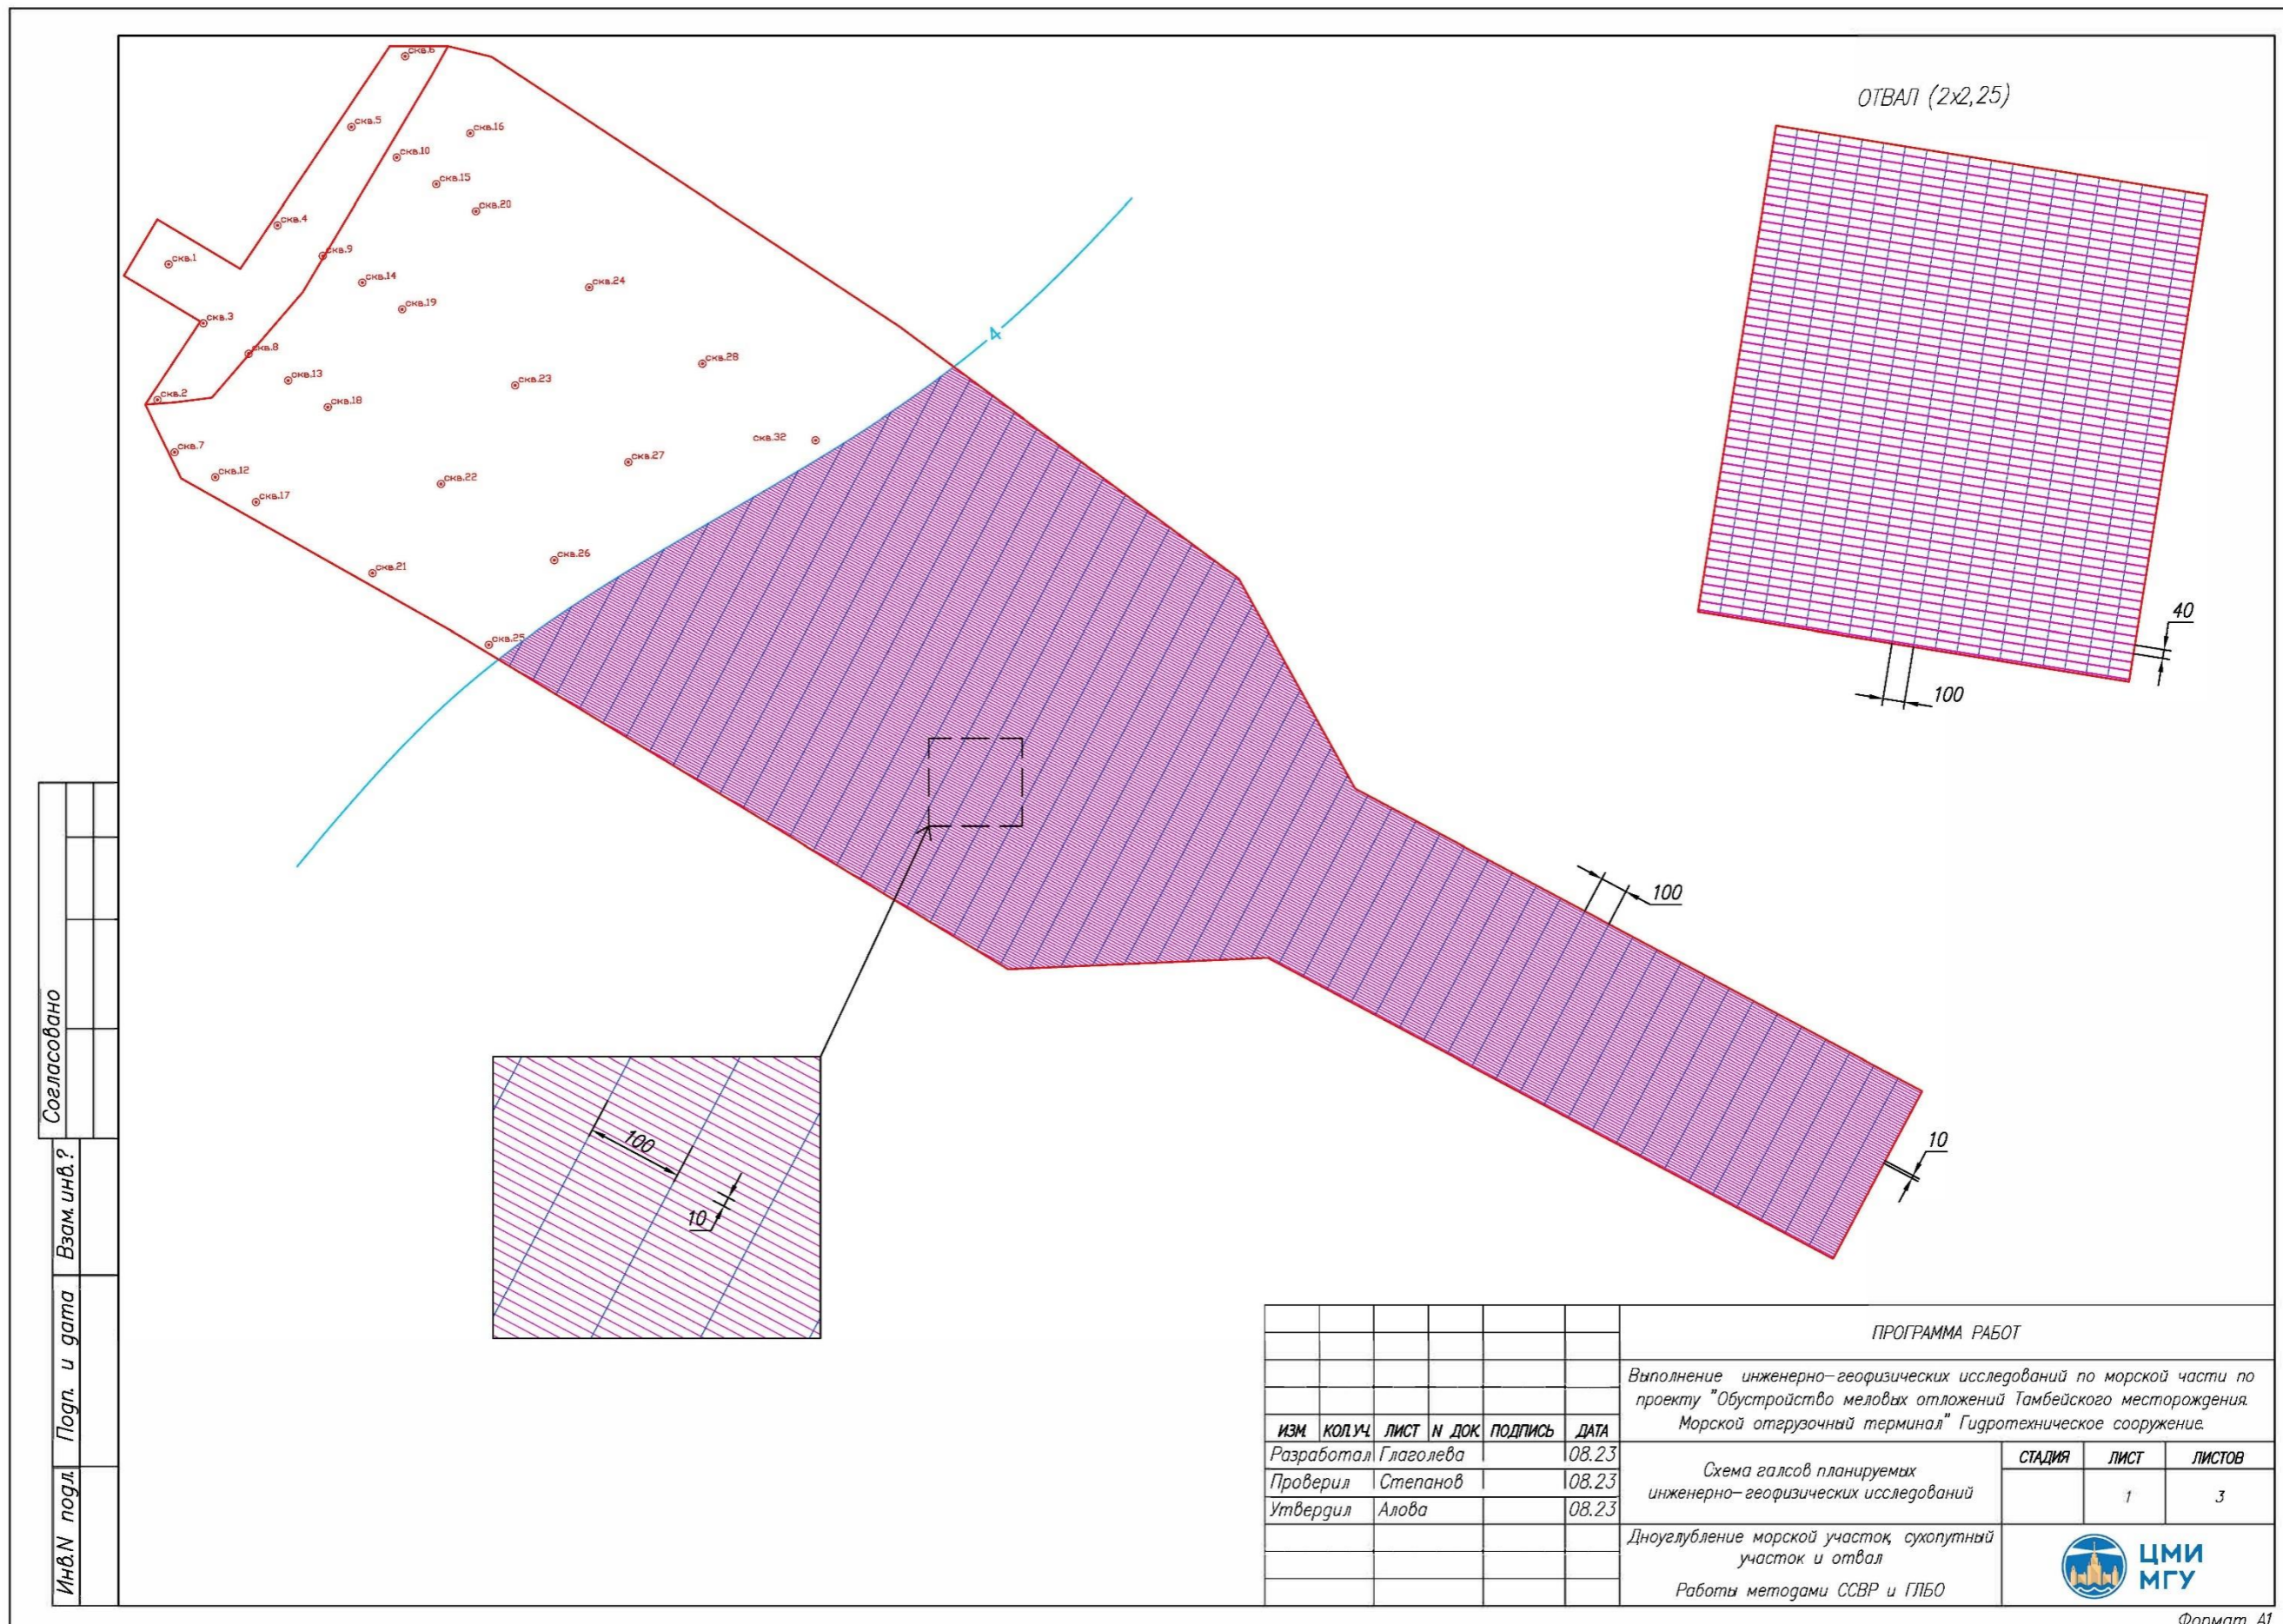 скв.6
скв.5
скв.16
скв.10
скв.15
скв.20
скв.4
скв.9
скв.1
скв.14
скв.24
скв.19
скв.3
4
скв.8
скв.28
скв.13
скв.23
скв.2
скв.18
скв.32
скв.7
скв.27
скв.12
скв.22
скв.17
скв.26
скв.21
скв.25
ОТВАЛ (2х2,25)
40
100
100
10
100
10
Согласовано
Взам. инв.?
Подп. и дата
Инв.N подл.
ПРОГРАММА РАБОТ
Выполнение инженерно-геофизических исследований по морской части по
проекту "Обустройство меловых отложений Тамбейского месторождения.
Морской отгрузочный терминал" Гидротехническое сооружение.
ИЗМ. КОЛ.УЧ. ЛИСТ N ДОК. ПОДПИСЬ ДАТА
Разработал Глаголева 08.23
Проверил Степанов 08.23
Утвердил Алова 08.23
Схема галсов планируемых
инженерно-геофизических исследований
СТАДИЯ ЛИСТ ЛИСТОВ
1 3
Дноуглубление морской участок, сухопутный
участок и отвал
Работы методами ССВР и ГЛБО
ЦМИ
МГУ
Формат А1